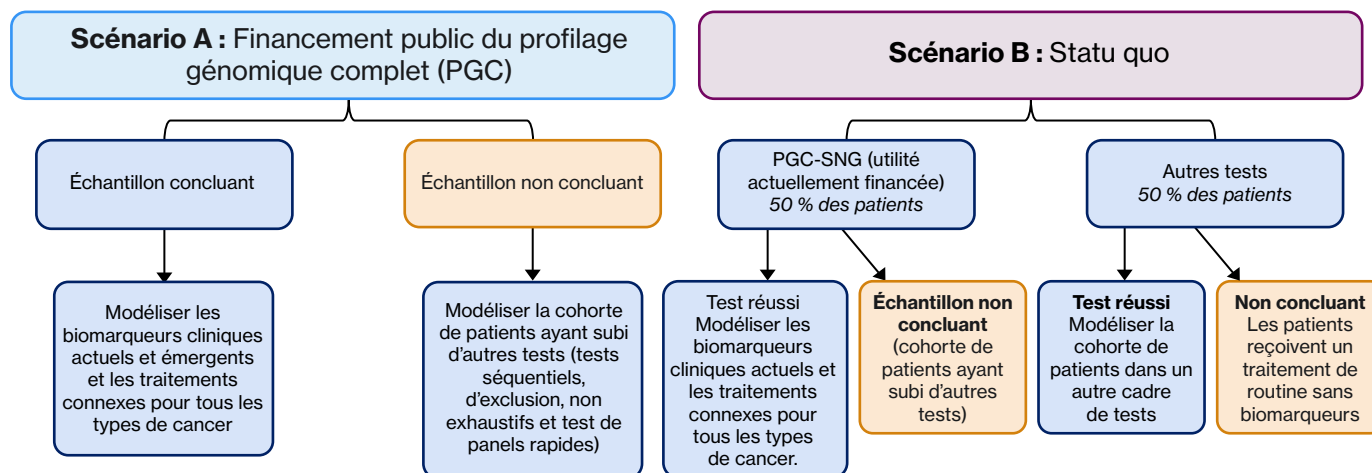 Scénario A : Financement public du profilage
génomique complet (PGC)
Scénario B : Statu quo
Échantillon concluant
Échantillon non concluant
PGC-SNG (utilité
actuellement financée)
50 % des patients
Autres tests
50 % des patients
Modéliser les
biomarqueurs cliniques
actuels et émergents
et les traitements
connexes pour tous les
types de cancer
Modéliser la cohorte
de patients ayant subi
d'autres tests (tests
séquentiels,
d'exclusion, non
exhaustifs et test de
panels rapides)
Test réussi
Modéliser les
biomarqueurs
cliniques actuels et
les traitements
connexes pour
tous les types
de cancer.
Échantillon non
concluant
(cohorte de
patients ayant
subi d'autres
tests)
Test réussi
Modéliser la
cohorte de
patients dans un
autre cadre
de tests
Non concluant
Les patients
reçoivent un
traitement de
routine sans
biomarqueurs